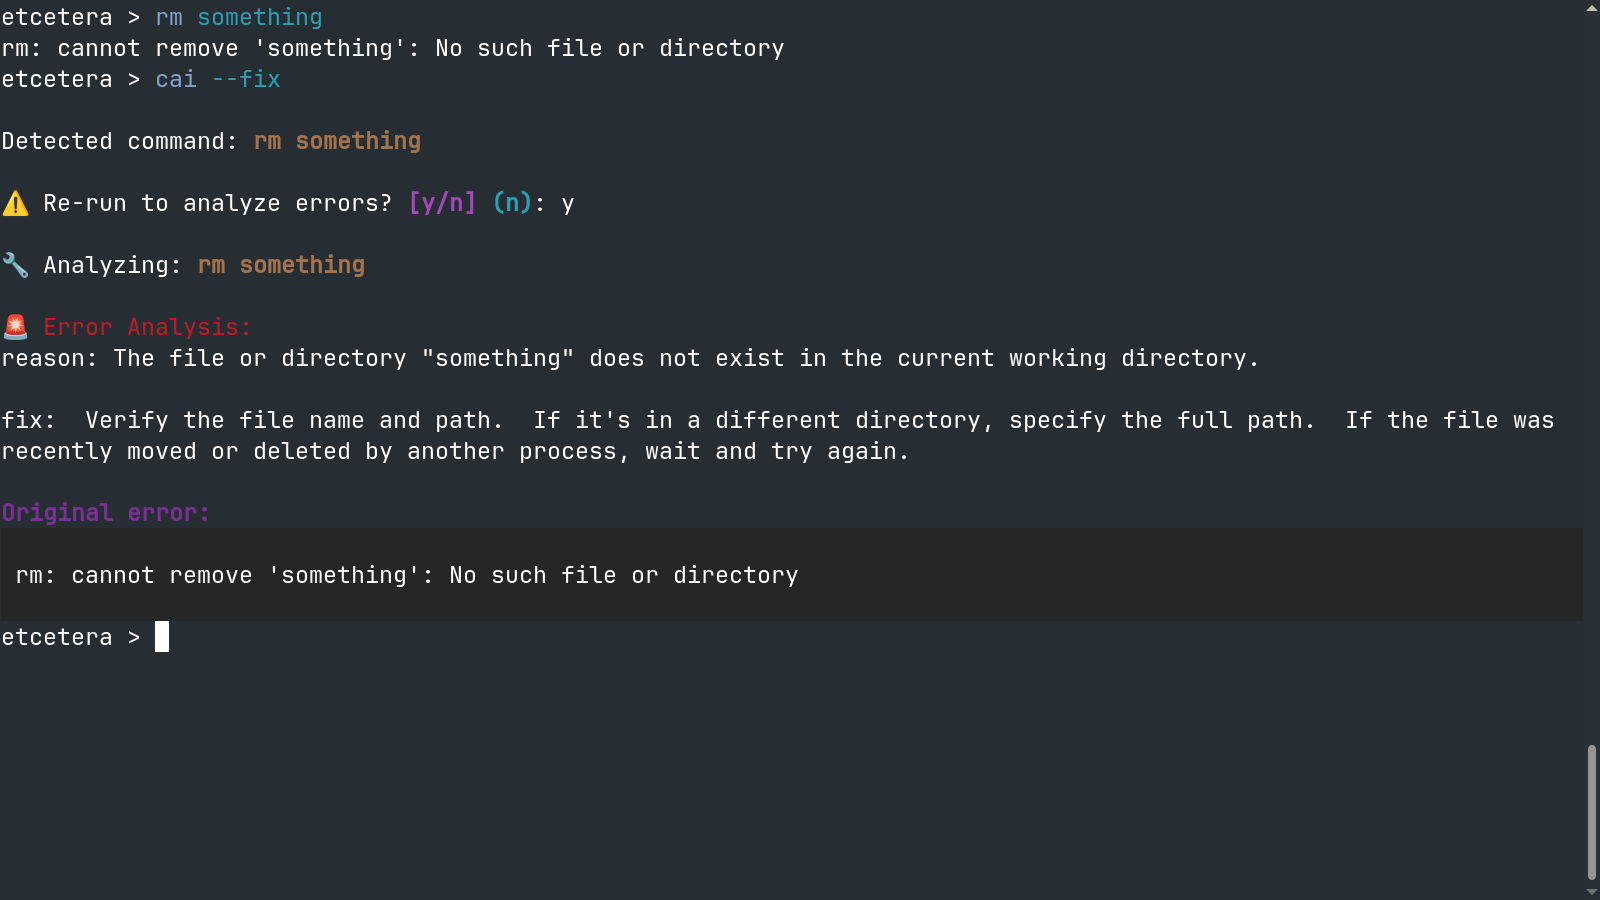 etcetera > rm something
rm: cannot remove 'something': No such file or directory
etcetera > cai --fix
Detected command: rm something
⚠️ Re-run to analyze errors? [y/n] (n): y
🔧 Analyzing: rm something
🚨 Error Analysis:
reason: The file or directory "something" does not exist in the current working directory.
fix:  Verify the file name and path.  If it's in a different directory, specify the full path.  If the file was
recently moved or deleted by another process, wait and try again.
Original error:
rm: cannot remove 'something': No such file or directory
etcetera >